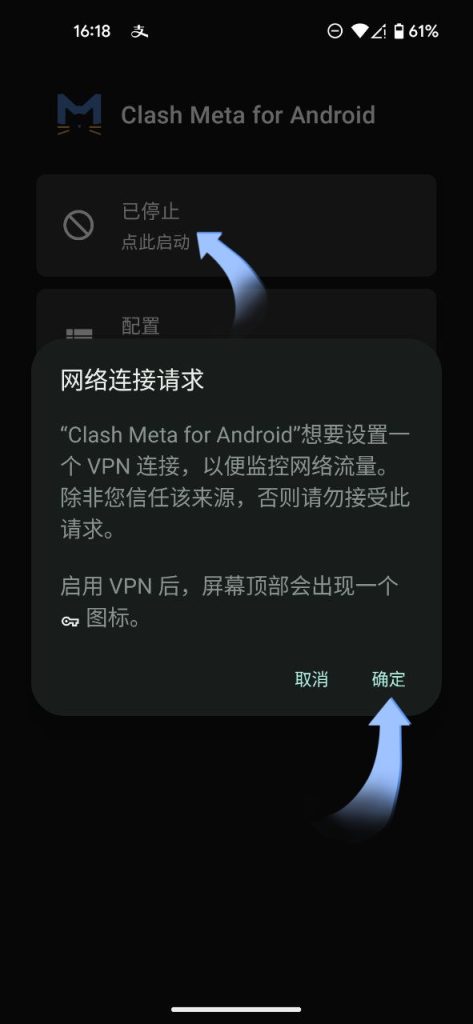 16:18 支 61%
Clash Meta for Android
已停止
点此启动
配置
网络连接请求
“Clash Meta for Android”想要设置一
个 VPN 连接，以便监控网络流量。
除非您信任该来源，否则请勿接受此
请求。
启用 VPN 后，屏幕顶部会出现一个
图标。
取消 确定